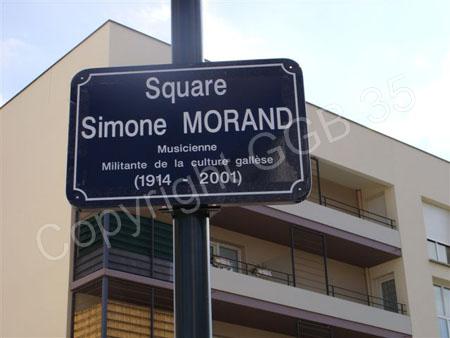 Square
Simone MORAND
Musicienne
Militante de la culture gallèse
(1914 - 2001)
Copyright GGB 35